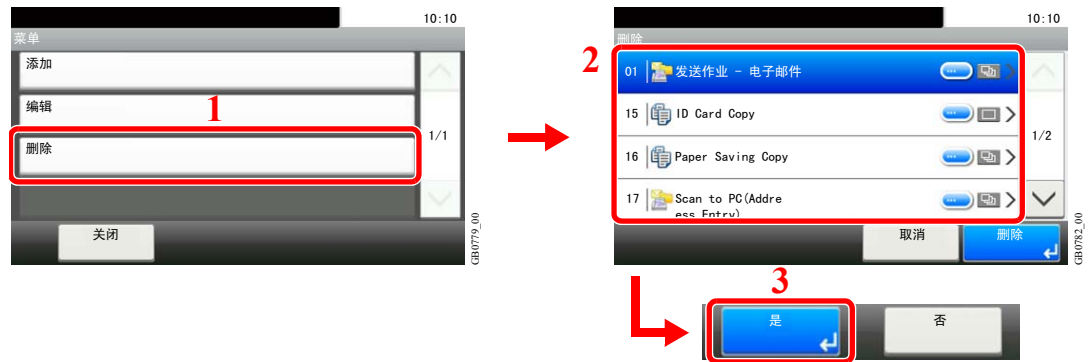 10:10
菜单
添加
编辑
1
删除
1/1
关闭
GB0779_00
10:10
删除
2
01 发送作业 - 电子邮件
15 ID Card Copy
16 Paper Saving Copy
1/2
17 Scan to PC(Addre
ess Entry)
取消
删除
GB0782_00
3
是
否